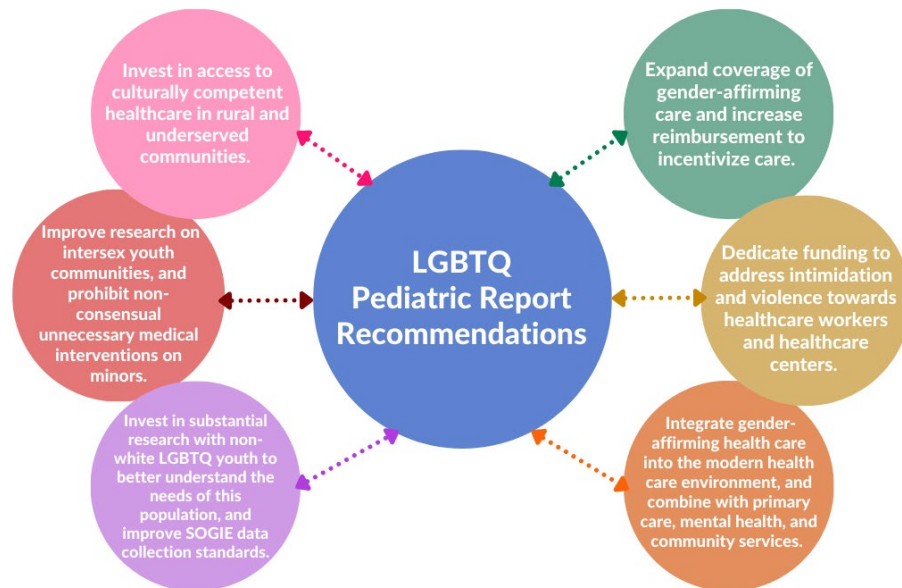 Invest in access to
culturally competent
healthcare in rural and
underserved
communities.
Expand coverage of
gender-affirming
care and increase
reimbursement to
incentivize care.
Improve research on
intersex youth
communities, and
prohibit non-
consensual
unnecessary medical
interventions on
minors.
LGBTQ
Pediatric Report
Recommendations
Dedicate funding to
address intimidation
and violence towards
healthcare workers
and healthcare
centers.
Invest in substantial
research with non-
white LGBTQ youth to
better understand the
needs of this
population, and
improve SOGIE data
collection standards.
Integrate gender-
affirming health care
into the modern health
care environment, and
combine with primary
care, mental health, and
community services.